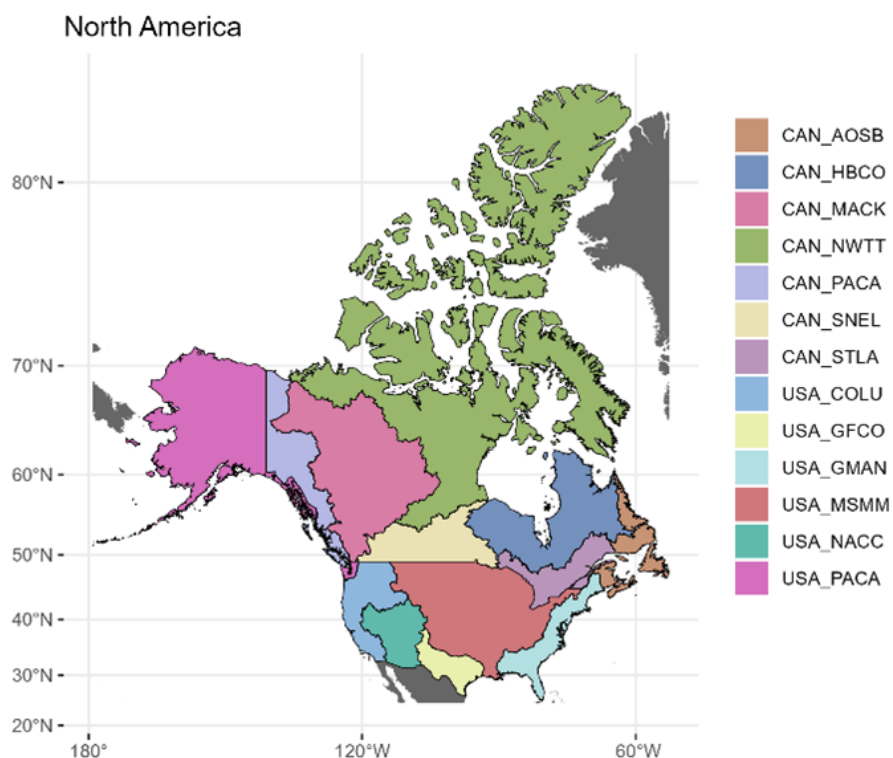 North America
80°N
70°N
60°N
50°N
40°N
30°N
20°N
180°
120°W
60°W
CAN_AOSB
CAN_HBCO
CAN_MACK
CAN_NWTT
CAN_PACA
CAN_SNEL
CAN_STLA
USA_COLU
USA_GFCO
USA_GMAN
USA_MSMM
USA_NACC
USA_PACA